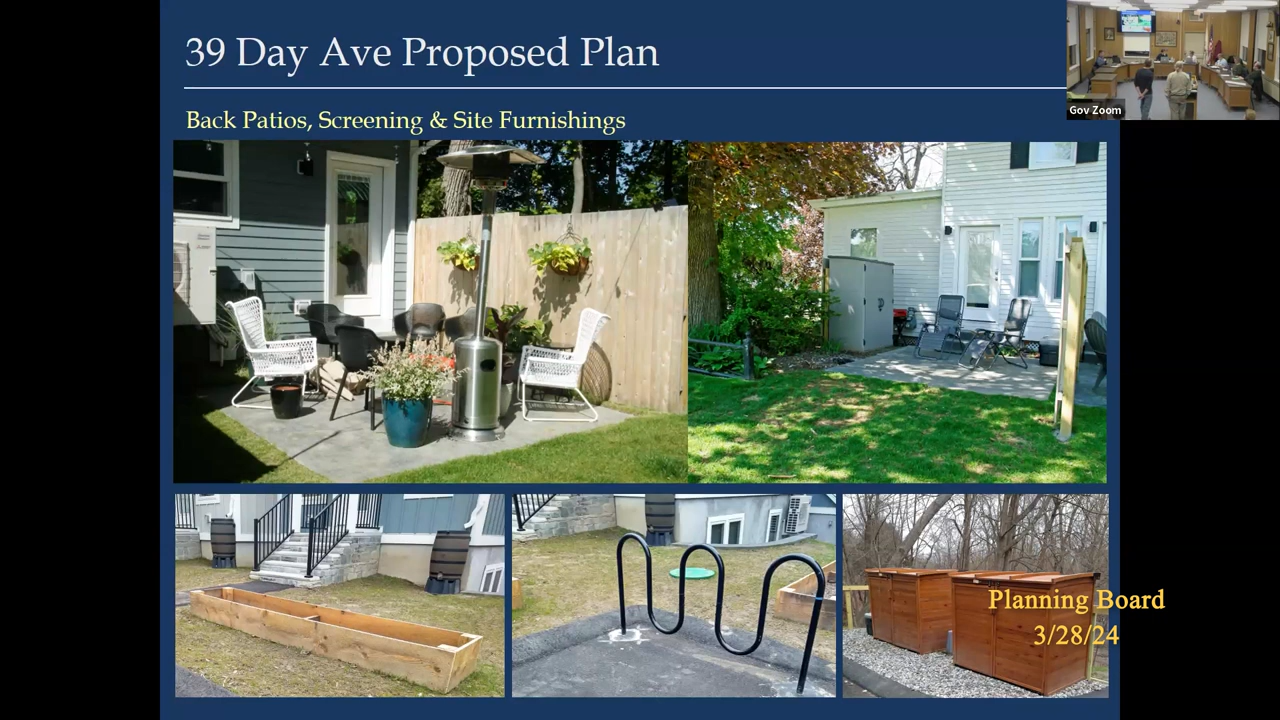 39 Day Ave Proposed Plan
Gov Zoom
Back Patios, Screening & Site Furnishings
Planning Board
3/28/24